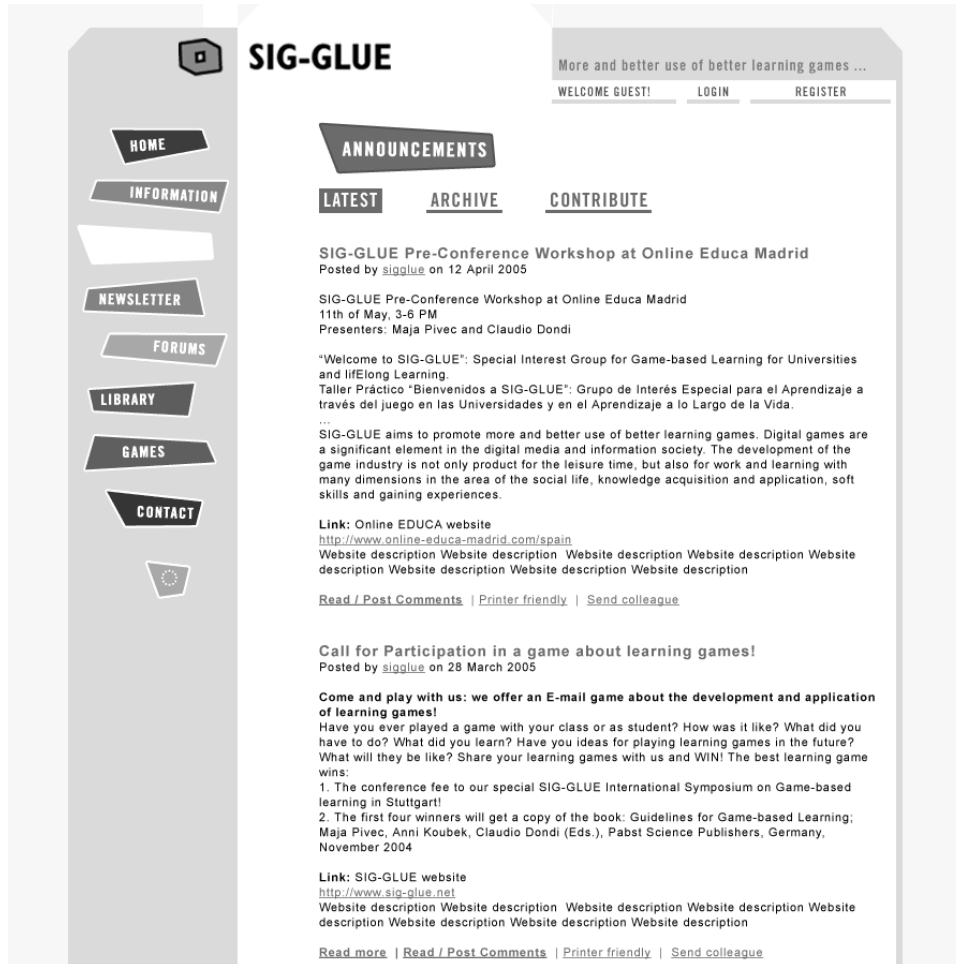 SIG-GLUE
More and better use of better learning games ...
WELCOME GUEST!
LOGIN
REGISTER
HOME
INFORMATION
NEWSLETTER
FORUMS
LIBRARY
GAMES
CONTACT
ANNOUNCEMENTS
LATEST
ARCHIVE
CONTRIBUTE
SIG-GLUE Pre-Conference Workshop at Online Educa Madrid
Posted by sigglue on 12 April 2005
SIG-GLUE Pre-Conference Workshop at Online Educa Madrid
11th of May, 3-6 PM
Presenters: Maja Pivec and Claudio Dondi
“Welcome to SIG-GLUE”: Special Interest Group for Game-based Learning for Universities
and lifElong Learning.
Taller Práctico “Bienvenidos a SIG-GLUE”: Grupo de Interés Especial para el Aprendizaje a
través del juego en las Universidades y en el Aprendizaje a lo Largo de la Vida.
...
SIG-GLUE aims to promote more and better use of better learning games. Digital games are
a significant element in the digital media and information society. The development of the
game industry is not only product for the leisure time, but also for work and learning with
many dimensions in the area of the social life, knowledge acquisition and application, soft
skills and gaining experiences.
Link: Online EDUCA website
http://www.online-educa-madrid.com/spain
Website description Website description  Website description Website description Website
description Website description Website description Website description
Read / Post Comments | Printer friendly | Send colleague
Call for Participation in a game about learning games!
Posted by sigglue on 28 March 2005
Come and play with us: we offer an E-mail game about the development and application
of learning games!
Have you ever played a game with your class or as student? How was it like? What did you
have to do? What did you learn? Have you ideas for playing learning games in the future?
What will they be like? Share your learning games with us and WIN! The best learning game
wins:
1. The conference fee to our special SIG-GLUE International Symposium on Game-based
learning in Stuttgart!
2. The first four winners will get a copy of the book: Guidelines for Game-based Learning;
Maja Pivec, Anni Koubek, Claudio Dondi (Eds.), Pabst Science Publishers, Germany,
November 2004
Link: SIG-GLUE website
http://www.sig-glue.net
Website description Website description  Website description Website description Website
description Website description Website description Website description
Read more | Read / Post Comments | Printer friendly | Send colleague